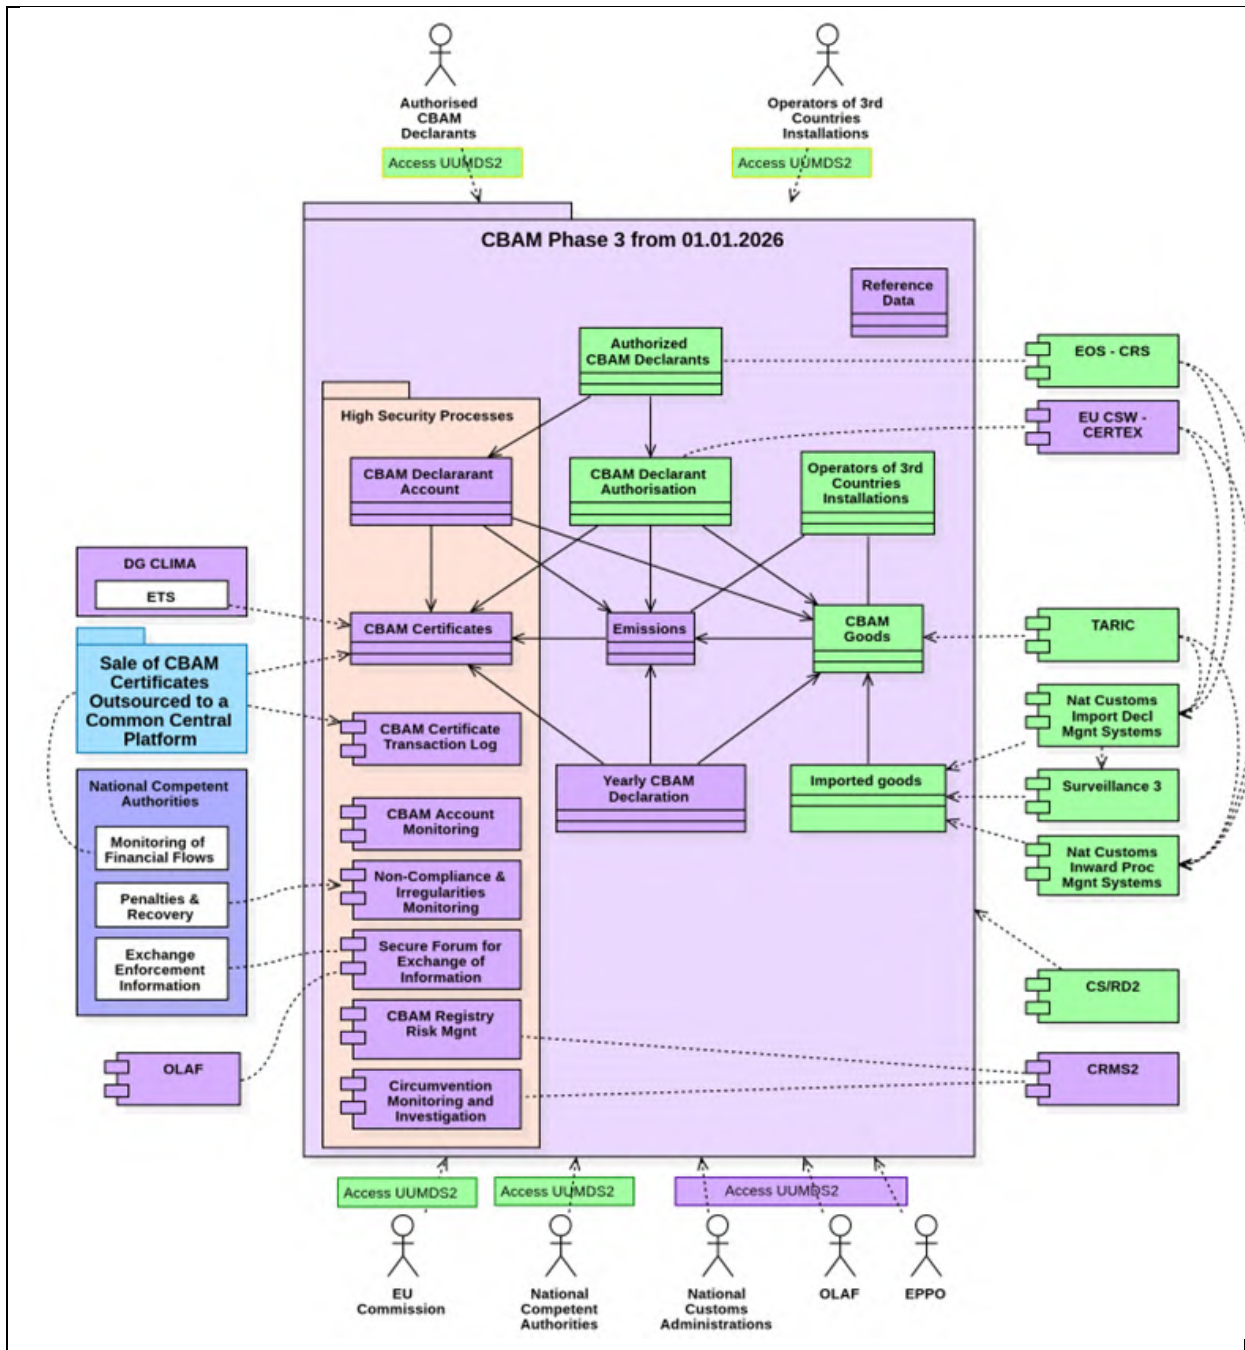 Authorised
CBAM
Declarants
Access UUMDS2
Operators of 3rd
Countries
Installations
Access UUMDS2
CBAM Phase 3 from 01.01.2026
Reference
Data
Authorized
CBAM Declarants
EOS - CRS
High Security Processes
EU CSW -
CERTEX
CBAM Declararant
Account
CBAM Declarant
Authorisation
Operators of 3rd
Countries
Installations
DG CLIMA
ETS
CBAM Certificates
Emissions
CBAM
Goods
TARIC
Sale of CBAM
Certificates
Outsourced to a
Common Central
Platform
CBAM Certificate
Transaction Log
Nat Customs
Import Decl
Mgnt Systems
National Competent
Authorities
Yearly CBAM
Declaration
Imported goods
Surveillance 3
CBAM Account
Monitoring
Monitoring of
Financial Flows
Nat Customs
Inward Proc
Mgnt Systems
Non-Compliance &
Irregularities
Monitoring
Penalties &
Recovery
Exchange
Enforcement
Information
Secure Forum for
Exchange of
Information
CS/RD2
CBAM Registry
Risk Mgnt
OLAF
CRMS2
Circumvention
Monitoring and
Investigation
Access UUMDS2
Access UUMDS2
Access UUMDS2
EU
Commission
National
Competent
Authorities
National
Customs
Administrations
OLAF
EPPO